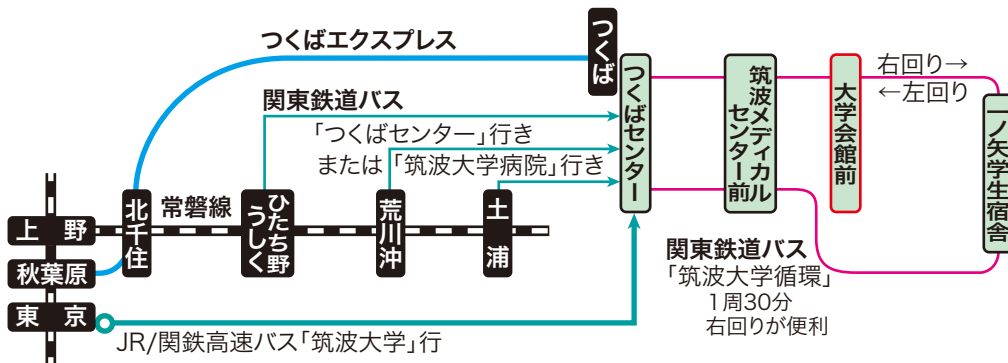 つくばエクスプレス
つくば
関東鉄道バス
「つくばセンター」行き
または「筑波大学病院」行き
つくばセンター
筑波メディカル
センター前
大学会館前
右回り→
←左回り
一ノ矢学生宿舎
上野
秋葉原
東京
北千住
常磐線
ひたち野
うしく
荒川沖
土浦
JR/関鉄高速バス「筑波大学」行
関東鉄道バス
「筑波大学循環」
1周30分
右回りが便利